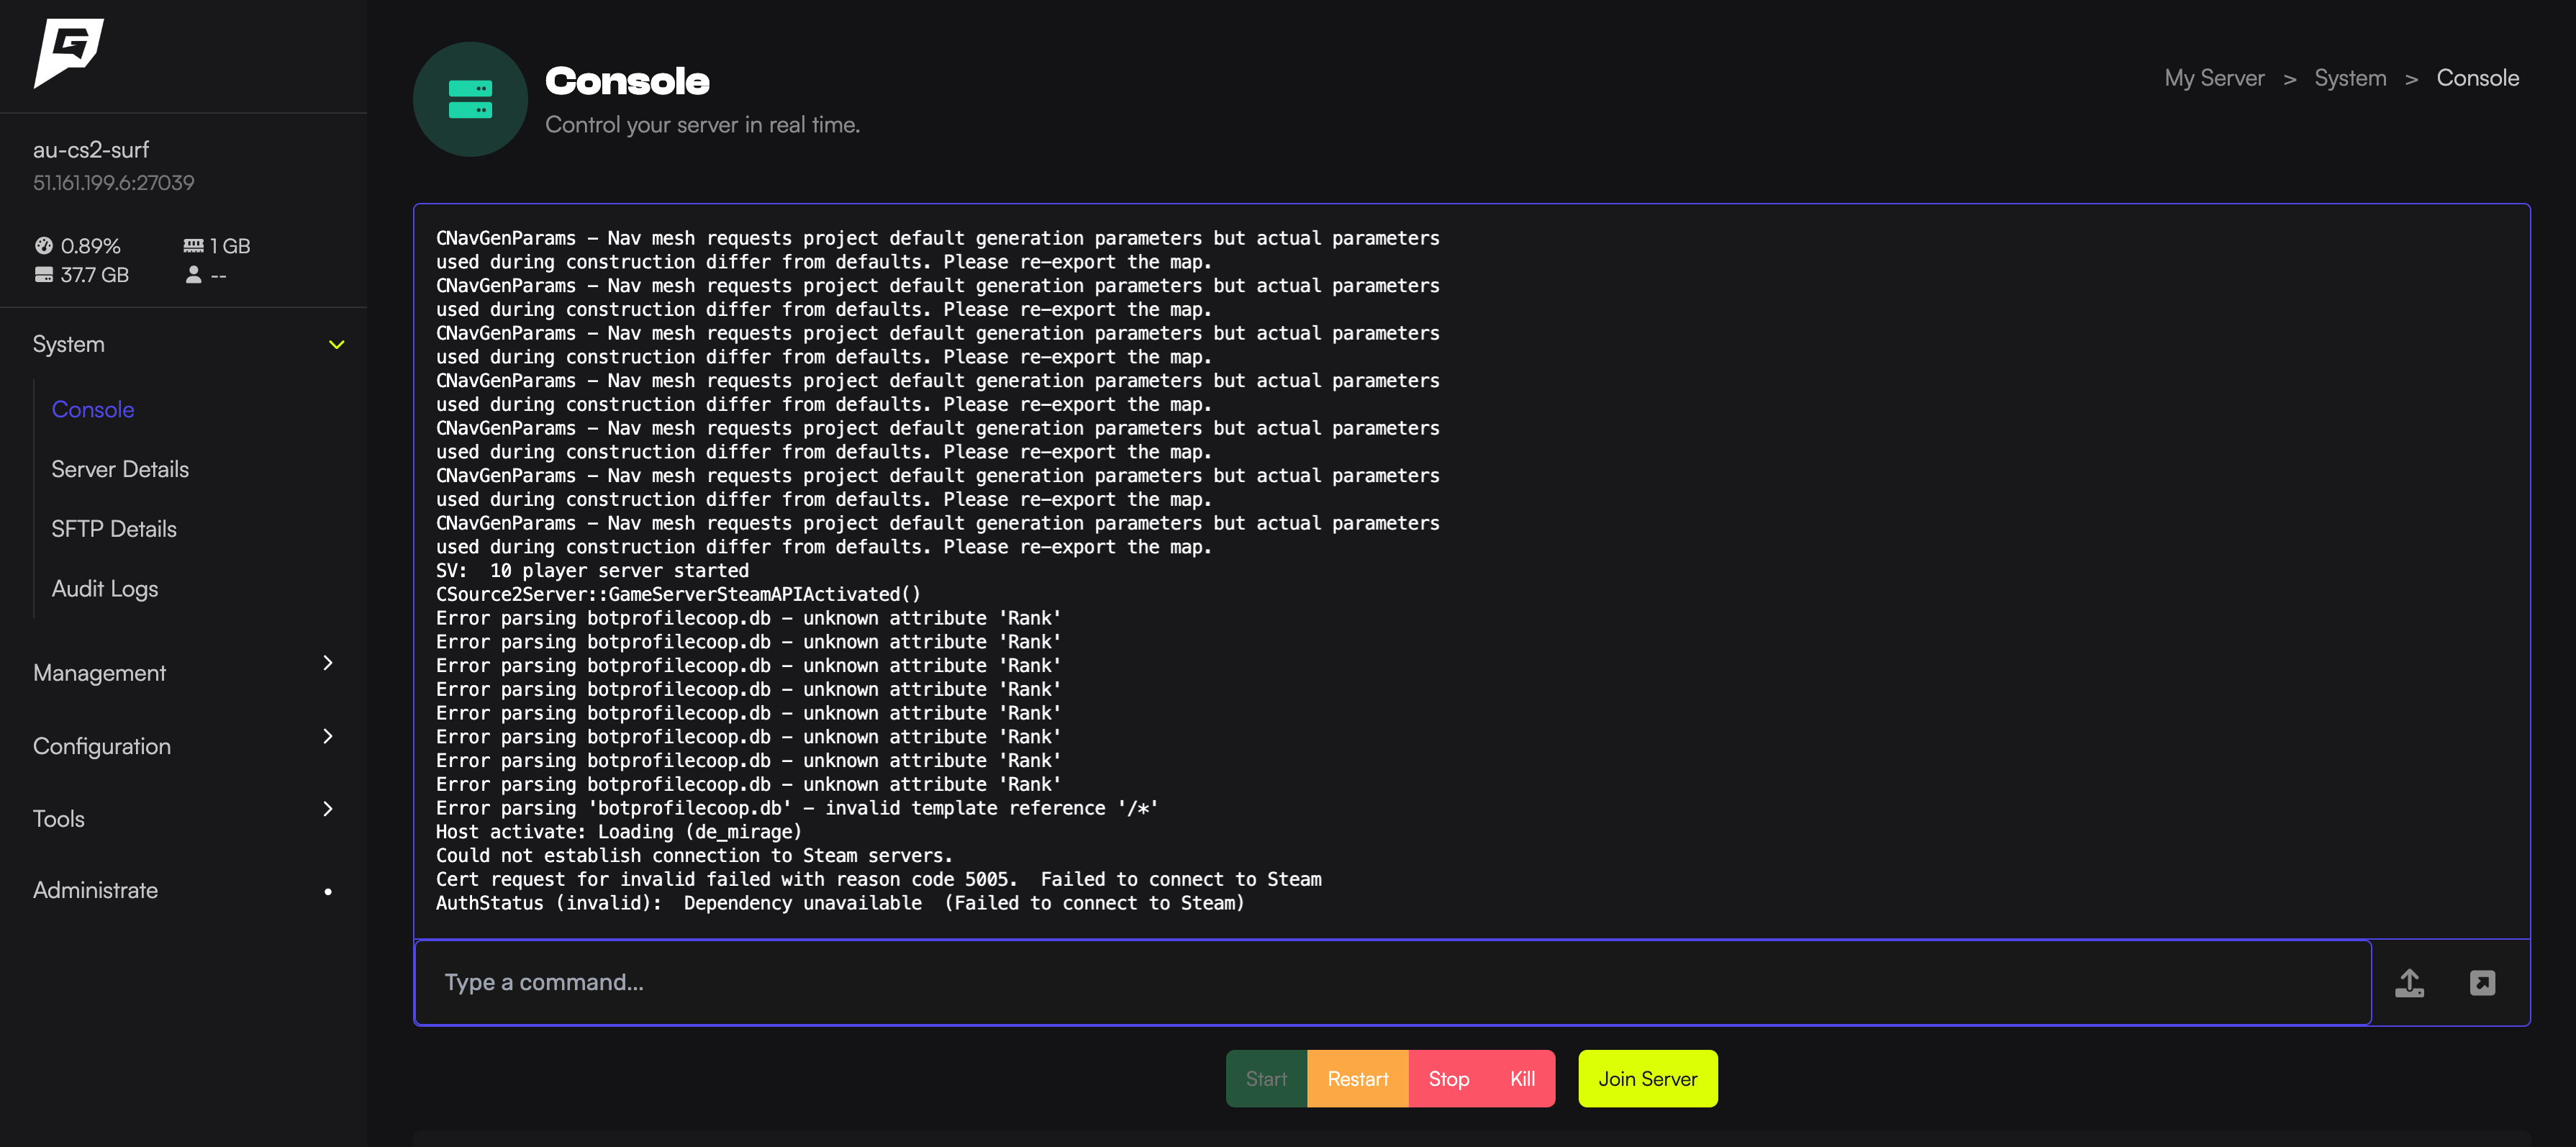 au-cs2-surf
51.161.199.6:27039
0.89%
1 GB
37.7 GB
--
System
Console
Server Details
SFTP Details
Audit Logs
Management
Configuration
Tools
Administrate
Console
Control your server in real time.
My Server > System > Console
CNavGenParams – Nav mesh requests project default generation parameters but actual parameters
used during construction differ from defaults. Please re-export the map.
CNavGenParams – Nav mesh requests project default generation parameters but actual parameters
used during construction differ from defaults. Please re-export the map.
CNavGenParams – Nav mesh requests project default generation parameters but actual parameters
used during construction differ from defaults. Please re-export the map.
CNavGenParams – Nav mesh requests project default generation parameters but actual parameters
used during construction differ from defaults. Please re-export the map.
CNavGenParams – Nav mesh requests project default generation parameters but actual parameters
used during construction differ from defaults. Please re-export the map.
CNavGenParams – Nav mesh requests project default generation parameters but actual parameters
used during construction differ from defaults. Please re-export the map.
CNavGenParams – Nav mesh requests project default generation parameters but actual parameters
used during construction differ from defaults. Please re-export the map.
SV:  10 player server started
CSource2Server::GameServerSteamAPIActivated()
Error parsing botprofilecoop.db – unknown attribute 'Rank'
Error parsing botprofilecoop.db – unknown attribute 'Rank'
Error parsing botprofilecoop.db – unknown attribute 'Rank'
Error parsing botprofilecoop.db – unknown attribute 'Rank'
Error parsing botprofilecoop.db – unknown attribute 'Rank'
Error parsing botprofilecoop.db – unknown attribute 'Rank'
Error parsing botprofilecoop.db – unknown attribute 'Rank'
Error parsing botprofilecoop.db – unknown attribute 'Rank'
Error parsing 'botprofilecoop.db' – invalid template reference '/*'
Host activate: Loading (de_mirage)
Could not establish connection to Steam servers.
Cert request for invalid failed with reason code 5005.  Failed to connect to Steam
AuthStatus (invalid):  Dependency unavailable  (Failed to connect to Steam)
Type a command...
Start
Restart
Stop
Kill
Join Server